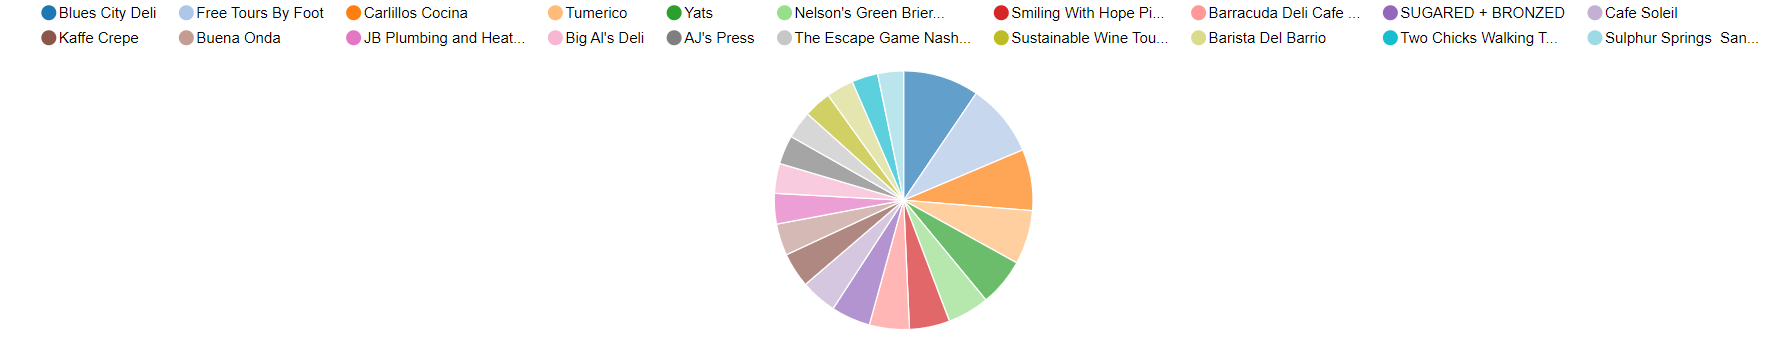 Blues City Deli Free Tours By Foot Carlillos Cocina Tumerico Yats Nelson's Green Brier... Smiling With Hope Pi... Barracuda Deli Cafe ... SUGARED + BRONZED Cafe Soleil
Kaffe Crepe Buena Onda JB Plumbing and Heat... Big Al's Deli AJ's Press The Escape Game Nash... Sustainable Wine Tou... Barista Del Barrio Two Chicks Walking T... Sulphur Springs  San...